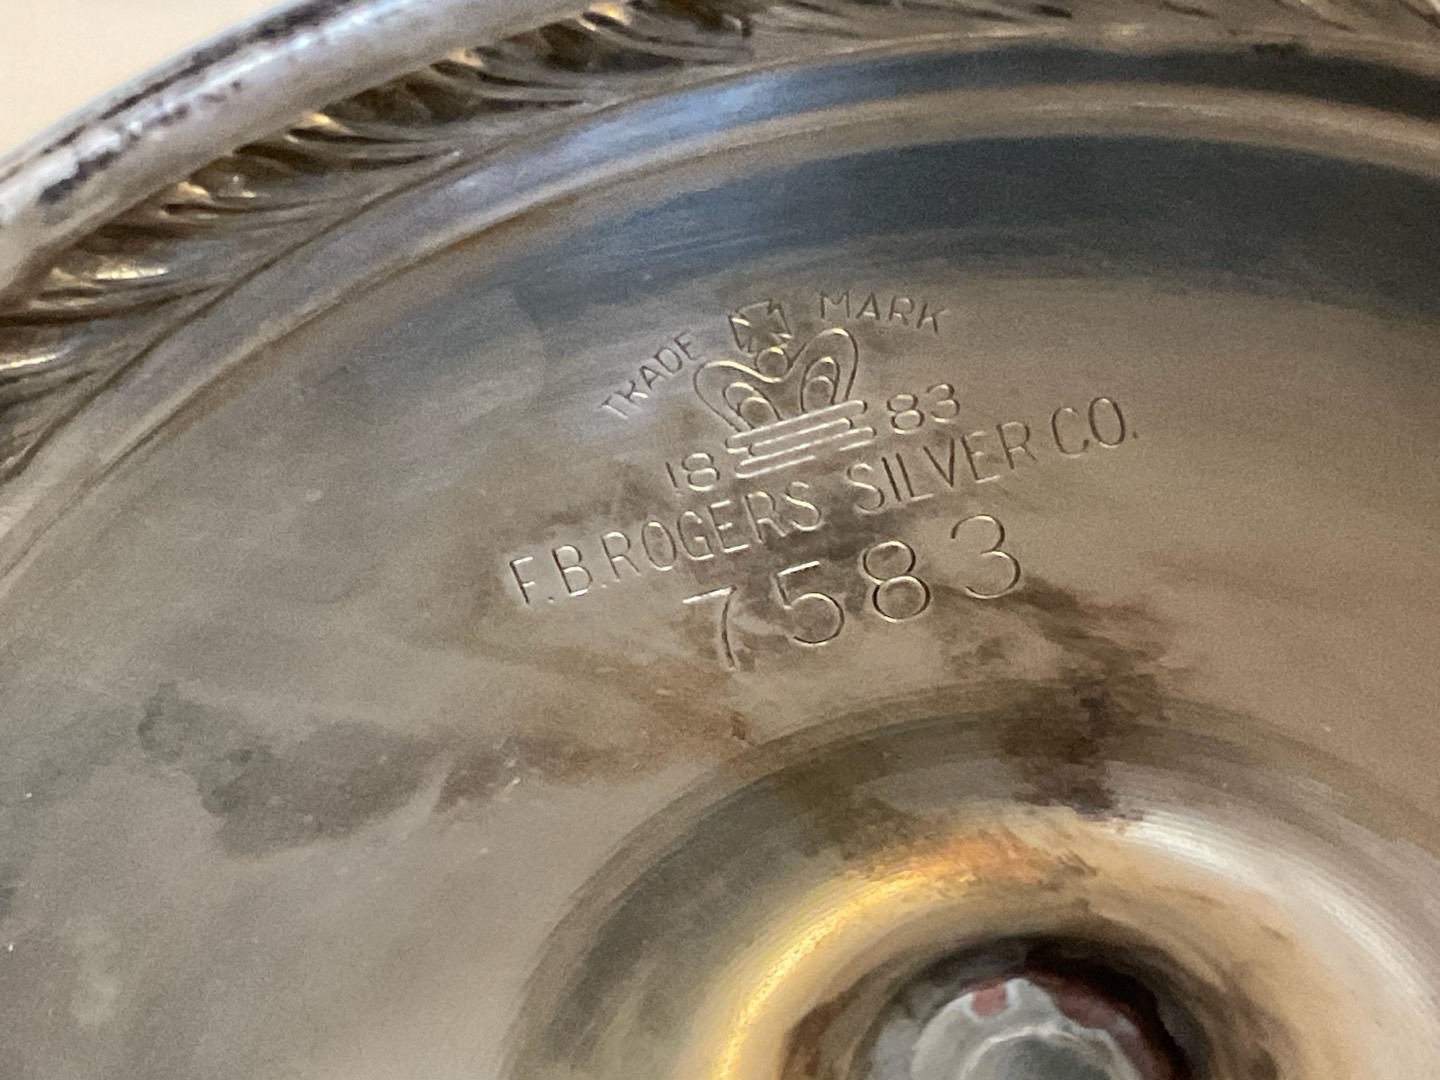 TRADE MARK
18 83
F.B.ROGERS SILVER CO.
7583